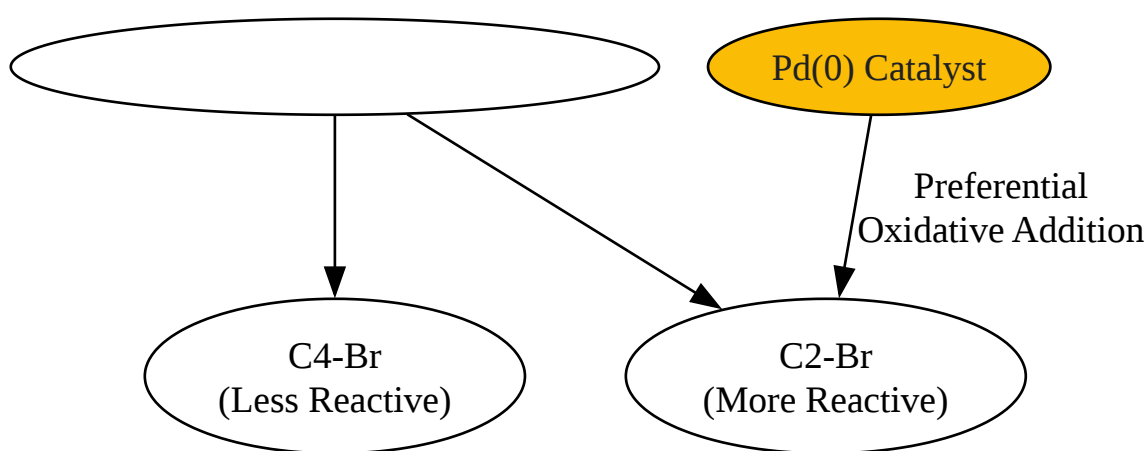 Pd(0) Catalyst
Preferential
Oxidative Addition
C4-Br
(Less Reactive)
C2-Br
(More Reactive)